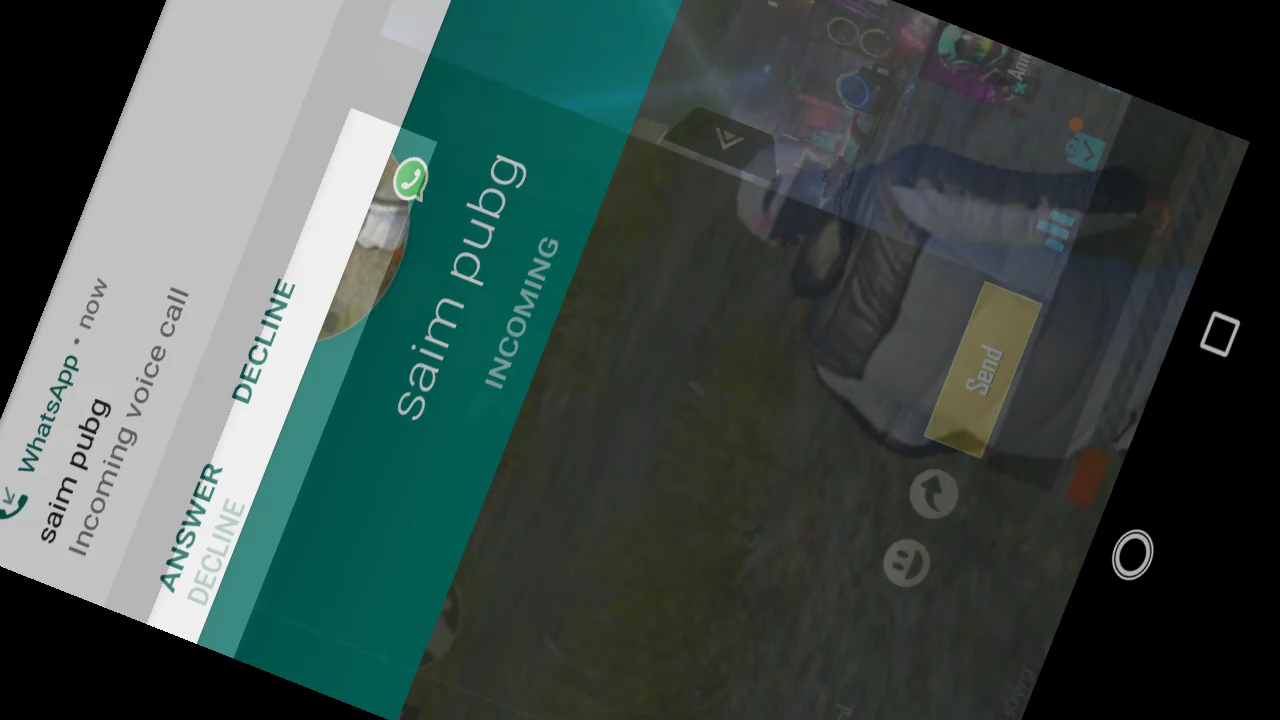 WhatsApp • now
saim pubg
Incoming voice call
ANSWER
DECLINE
DECLINE
saim pubg
INCOMING
Send